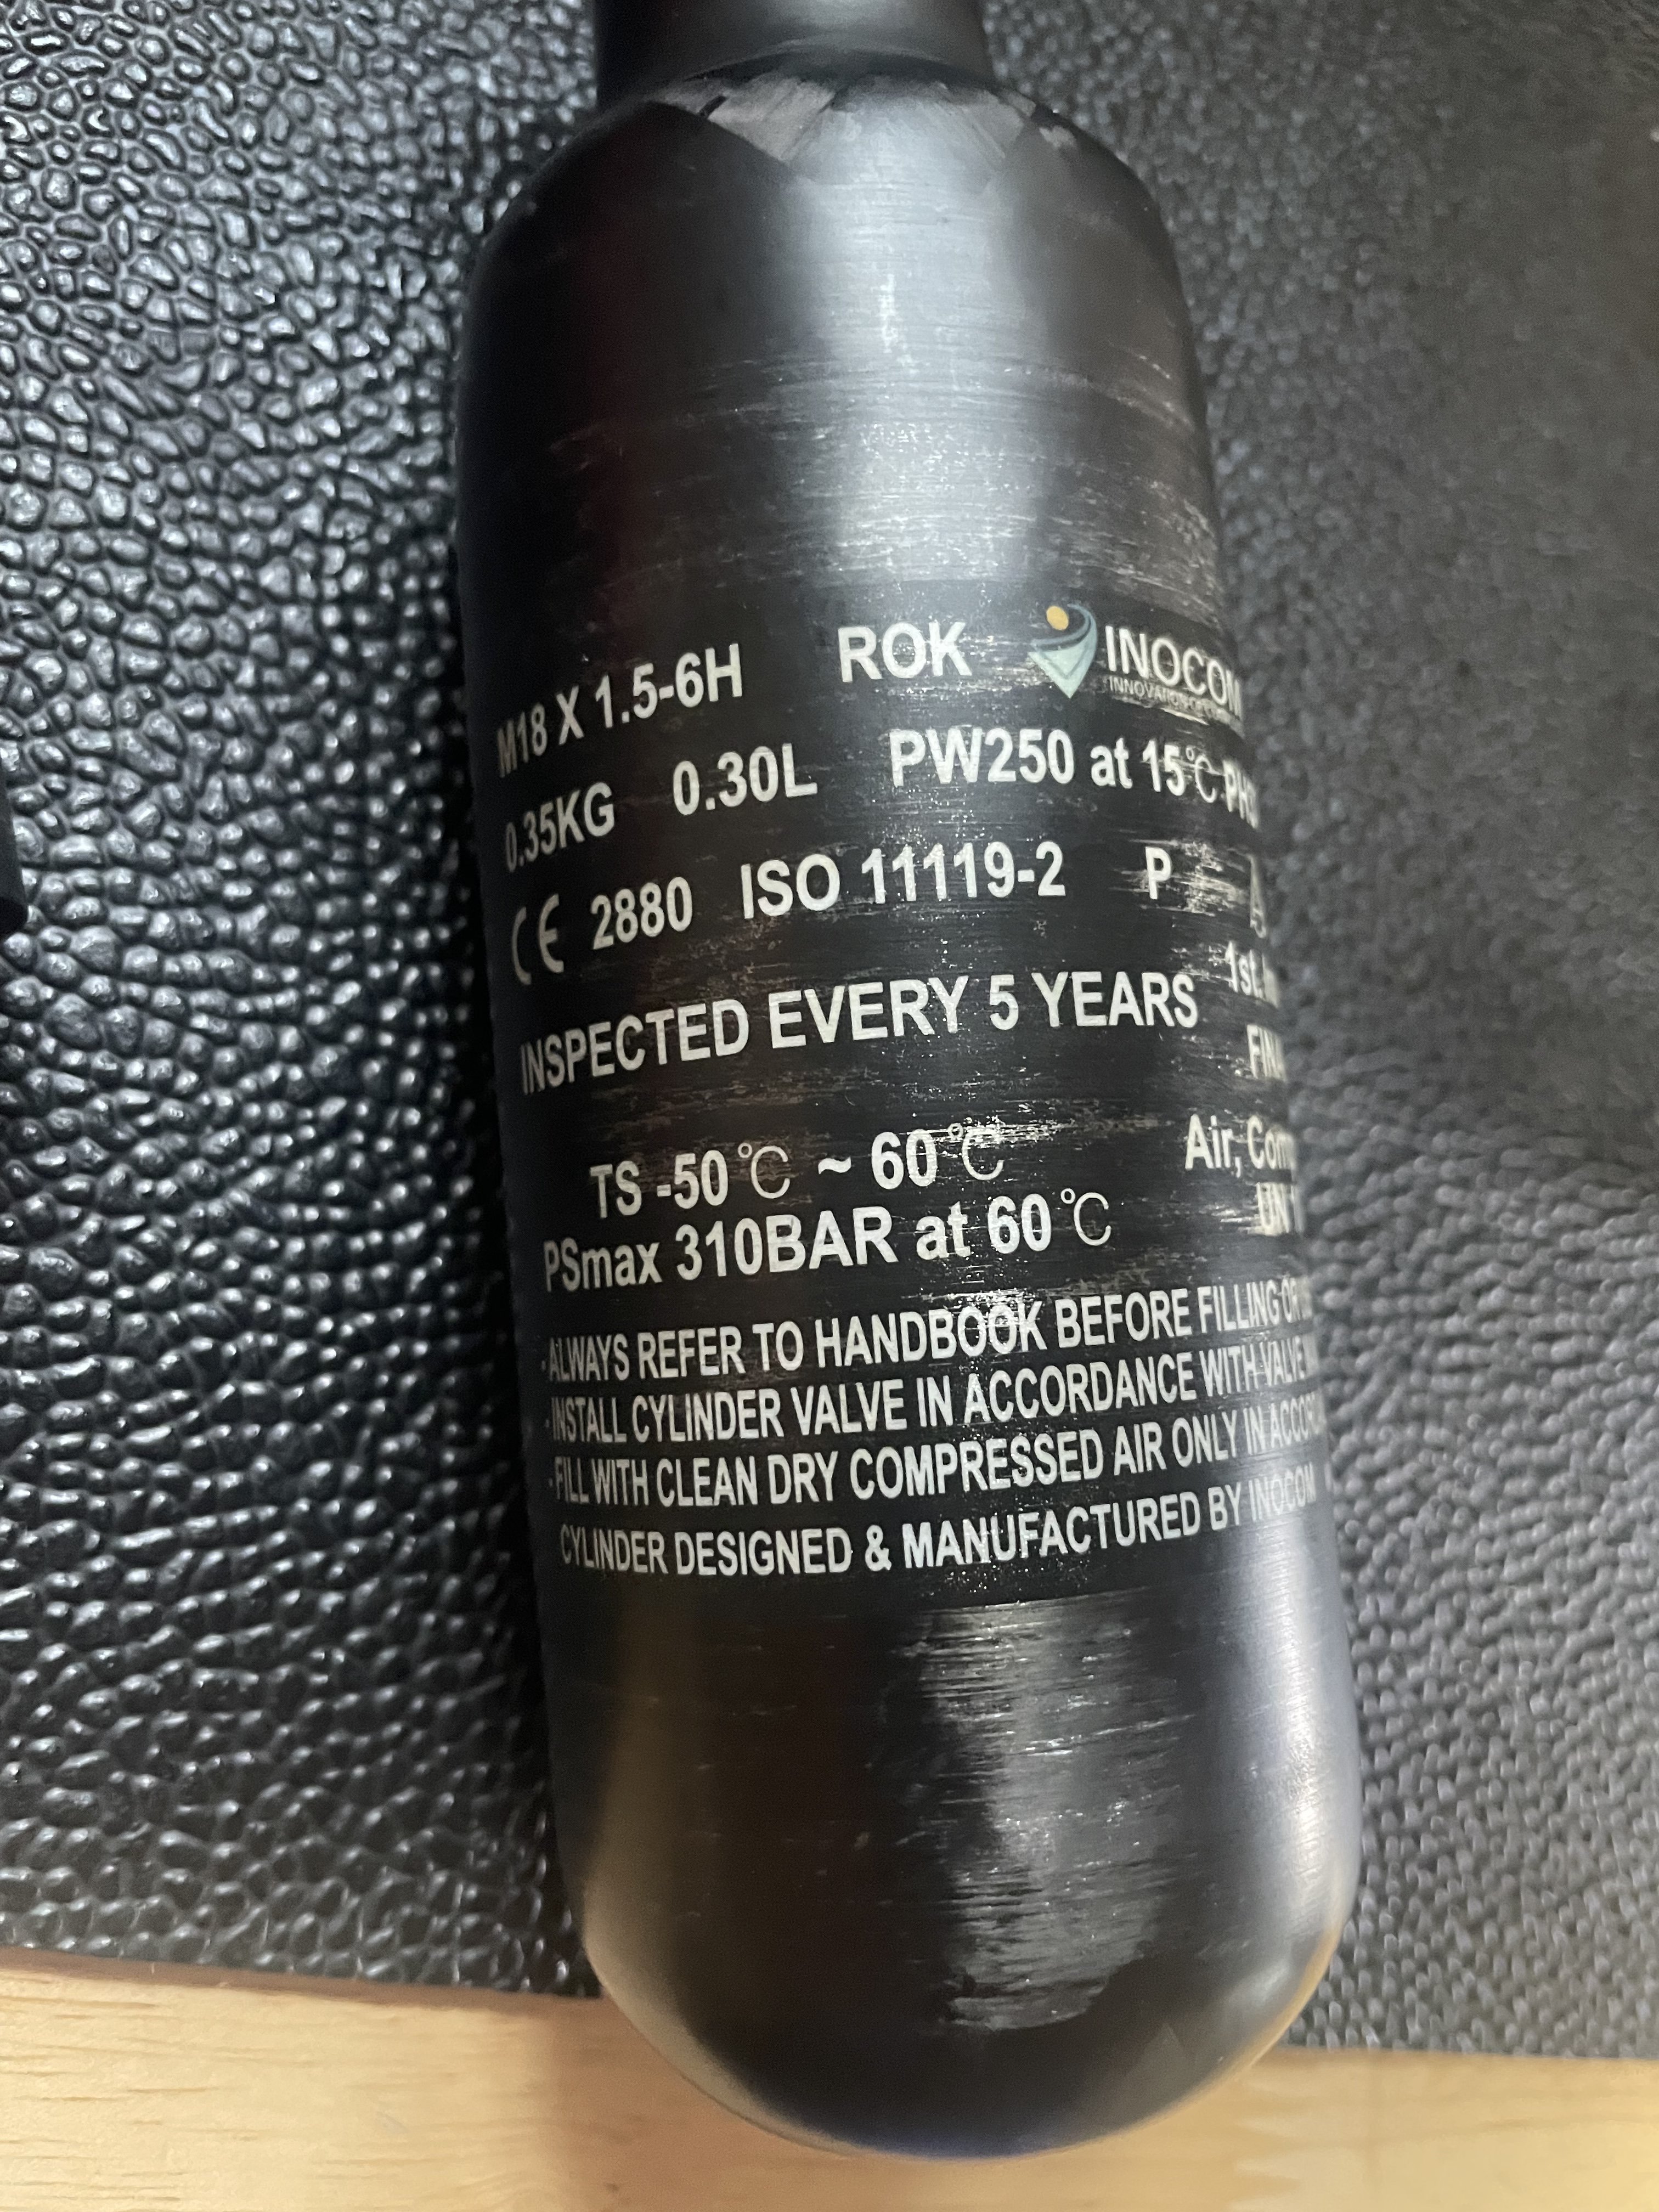 M18 X 1.5-6H ROK INOCOM
0.35KG 0.30L PW250 at 15℃
CE 2880 ISO 11119-2 P
INSPECTED EVERY 5 YEARS
TS -50℃ ~ 60℃ Air,
PSmax 310BAR at 60℃ UN
·ALWAYS REFER TO HANDBOOK BEFORE FILLING
·INSTALL CYLINDER VALVE IN ACCORDANCE WITH VALVE
·FILL WITH CLEAN DRY COMPRESSED AIR ONLY IN
CYLINDER DESIGNED & MANUFACTURED BY INOCOM